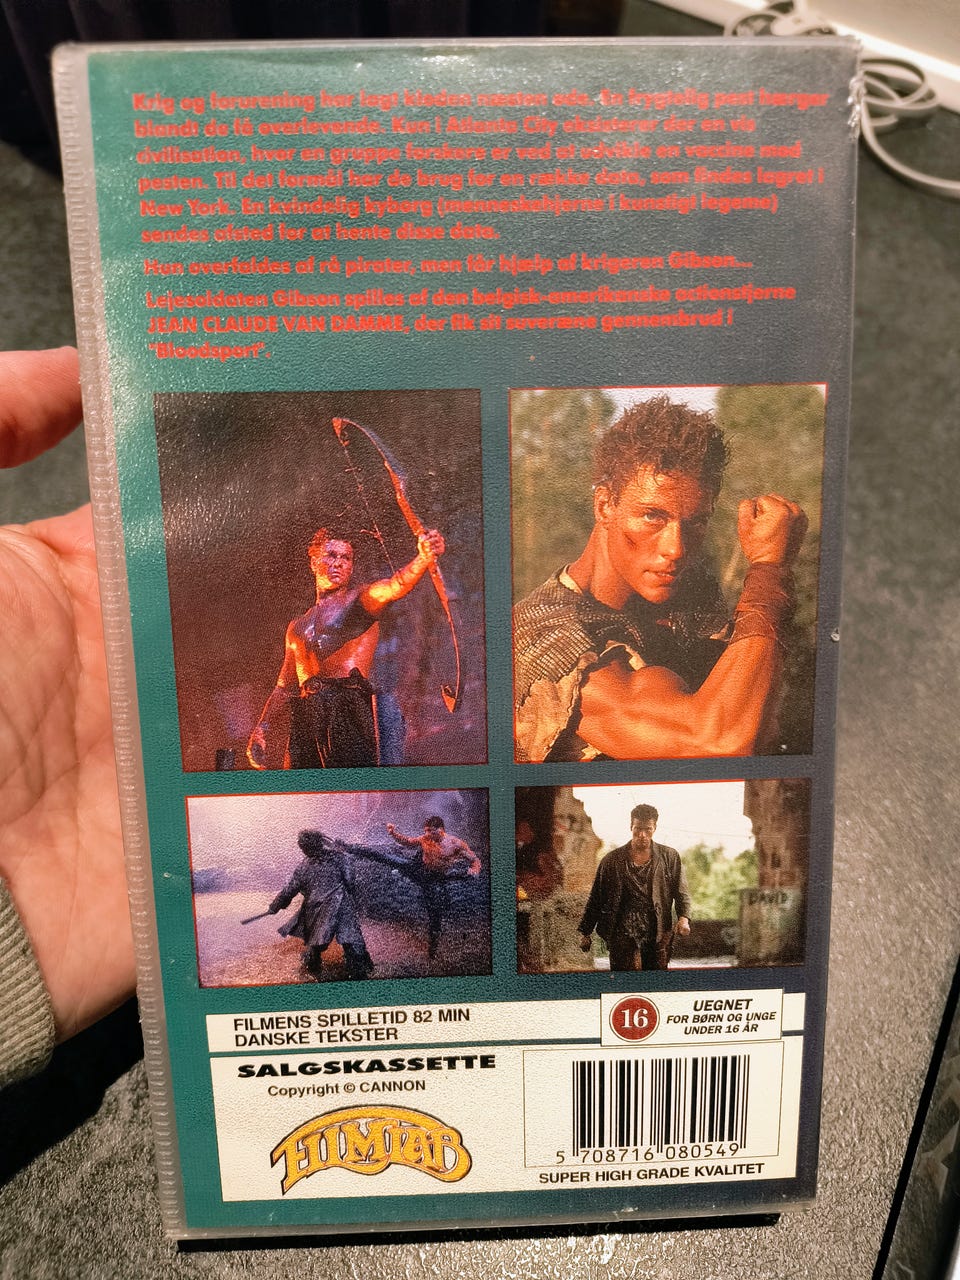 Krig og forurening har lagt kloden næsten øde. En frygtelig pest hærger
blandt de få overlevende. Kun i Atlanta City eksisterer der en vis
civilisation, hvor en gruppe forskere er ved at udvikle en vaccine mod
pesten. Til det formål har de brug for en række data, som findes lagret i
New York. En kvindelig kyborg (menneskehjerne i kunstigt legeme)
sendes afsted for at hente disse data.
Hun overfaldes af rå pirater, men får hjælp af krigeren Gibson...
Lejesoldaten Gibson spilles af den belgisk-amerikanske actionstjerne
JEAN CLAUDE VAN DAMME, der fik sit suveræne gennembrud i
"Bloodsport".
DAVID
FILMENS SPILLETID 82 MIN
DANSKE TEKSTER
16
UEGNET
FOR BØRN OG UNGE
UNDER 16 ÅR
SALGSKASSETTE
Copyright © CANNON
FILMLAB
5 708716 080549
SUPER HIGH GRADE KVALITET